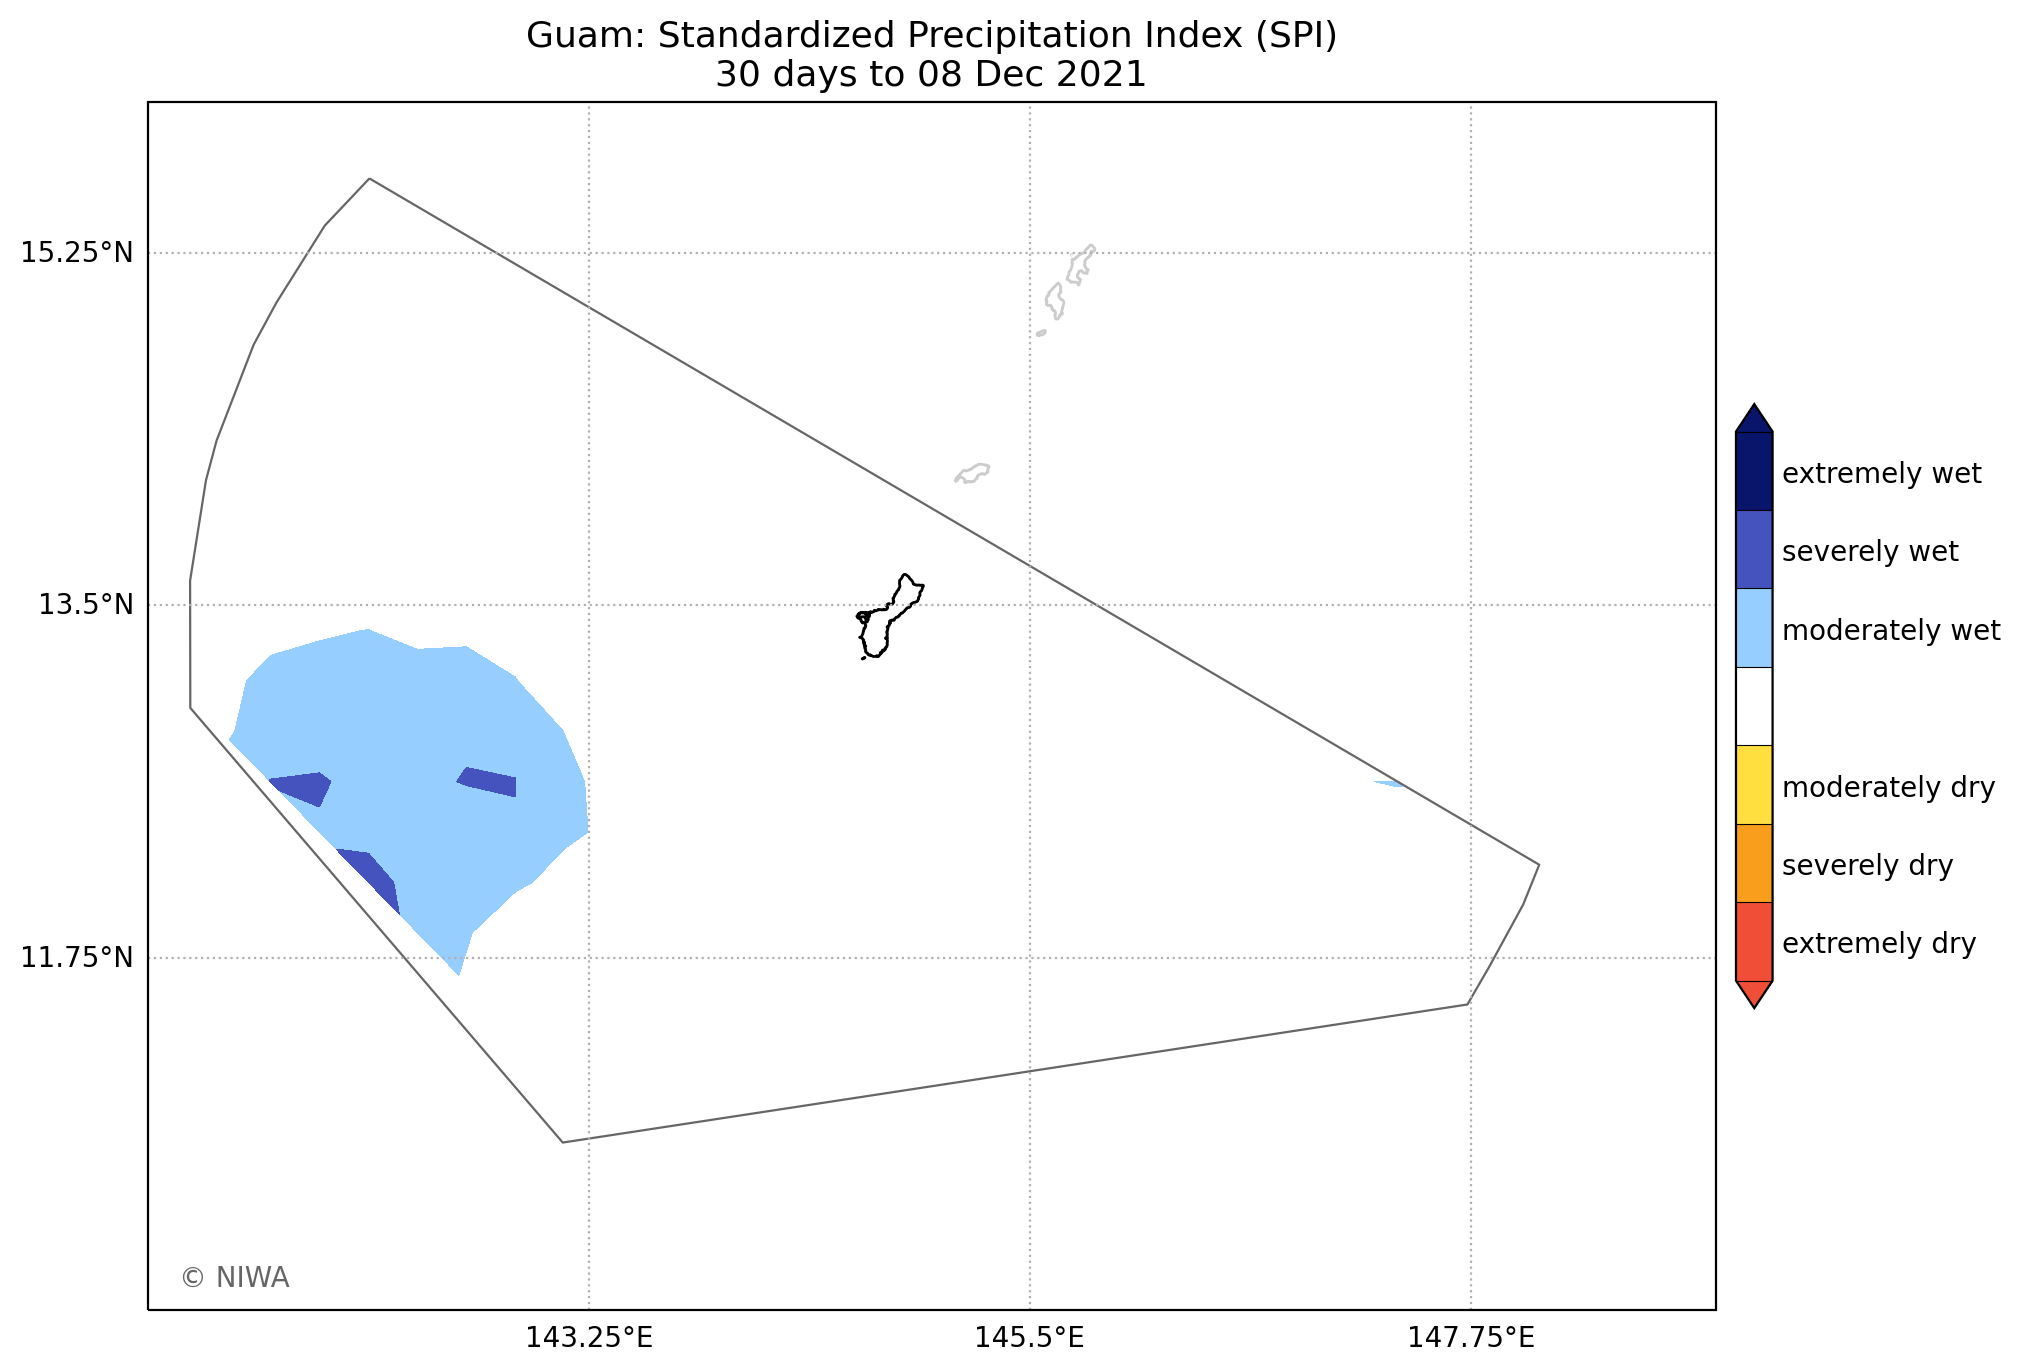 Guam: Standardized Precipitation Index (SPI)
30 days to 08 Dec 2021
15.25°N
13.5°N
11.75°N
143.25°E
145.5°E
147.75°E
extremely wet
severely wet
moderately wet
moderately dry
severely dry
extremely dry
© NIWA